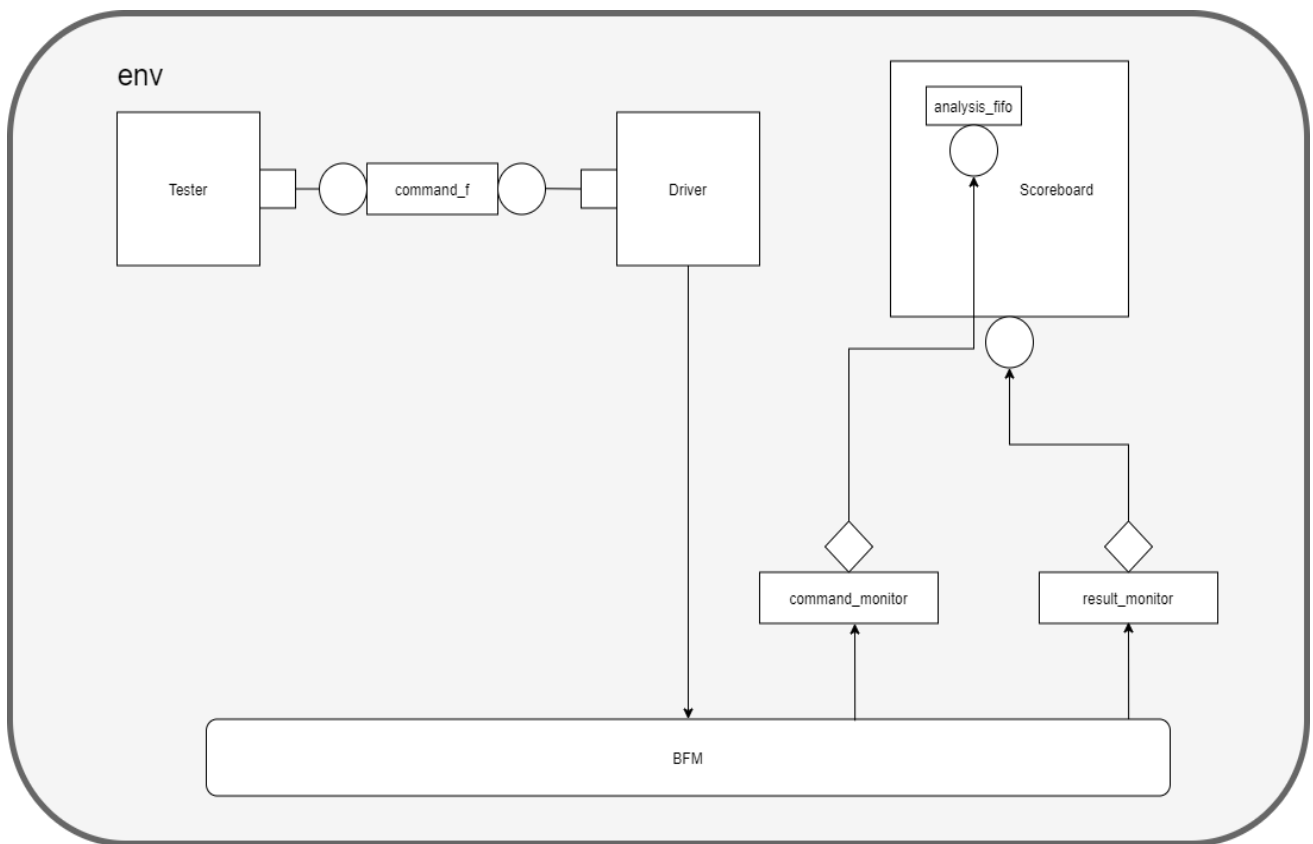 env
analysis_fifo
Tester
command_f
Driver
Scoreboard
command_monitor
result_monitor
BFM